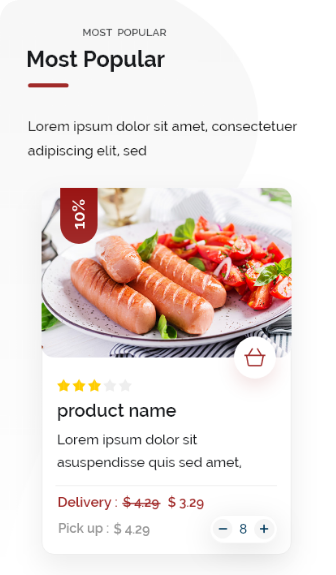 MOST POPULAR
Most Popular
Lorem ipsum dolor sit amet, consectetuer
adipiscing elit, sed
10%
product name
Lorem ipsum dolor sit
asuspendisse quis sed amet,
Delivery : $ 4.29 $ 3.29
Pick up : $ 4.29 − 8 +